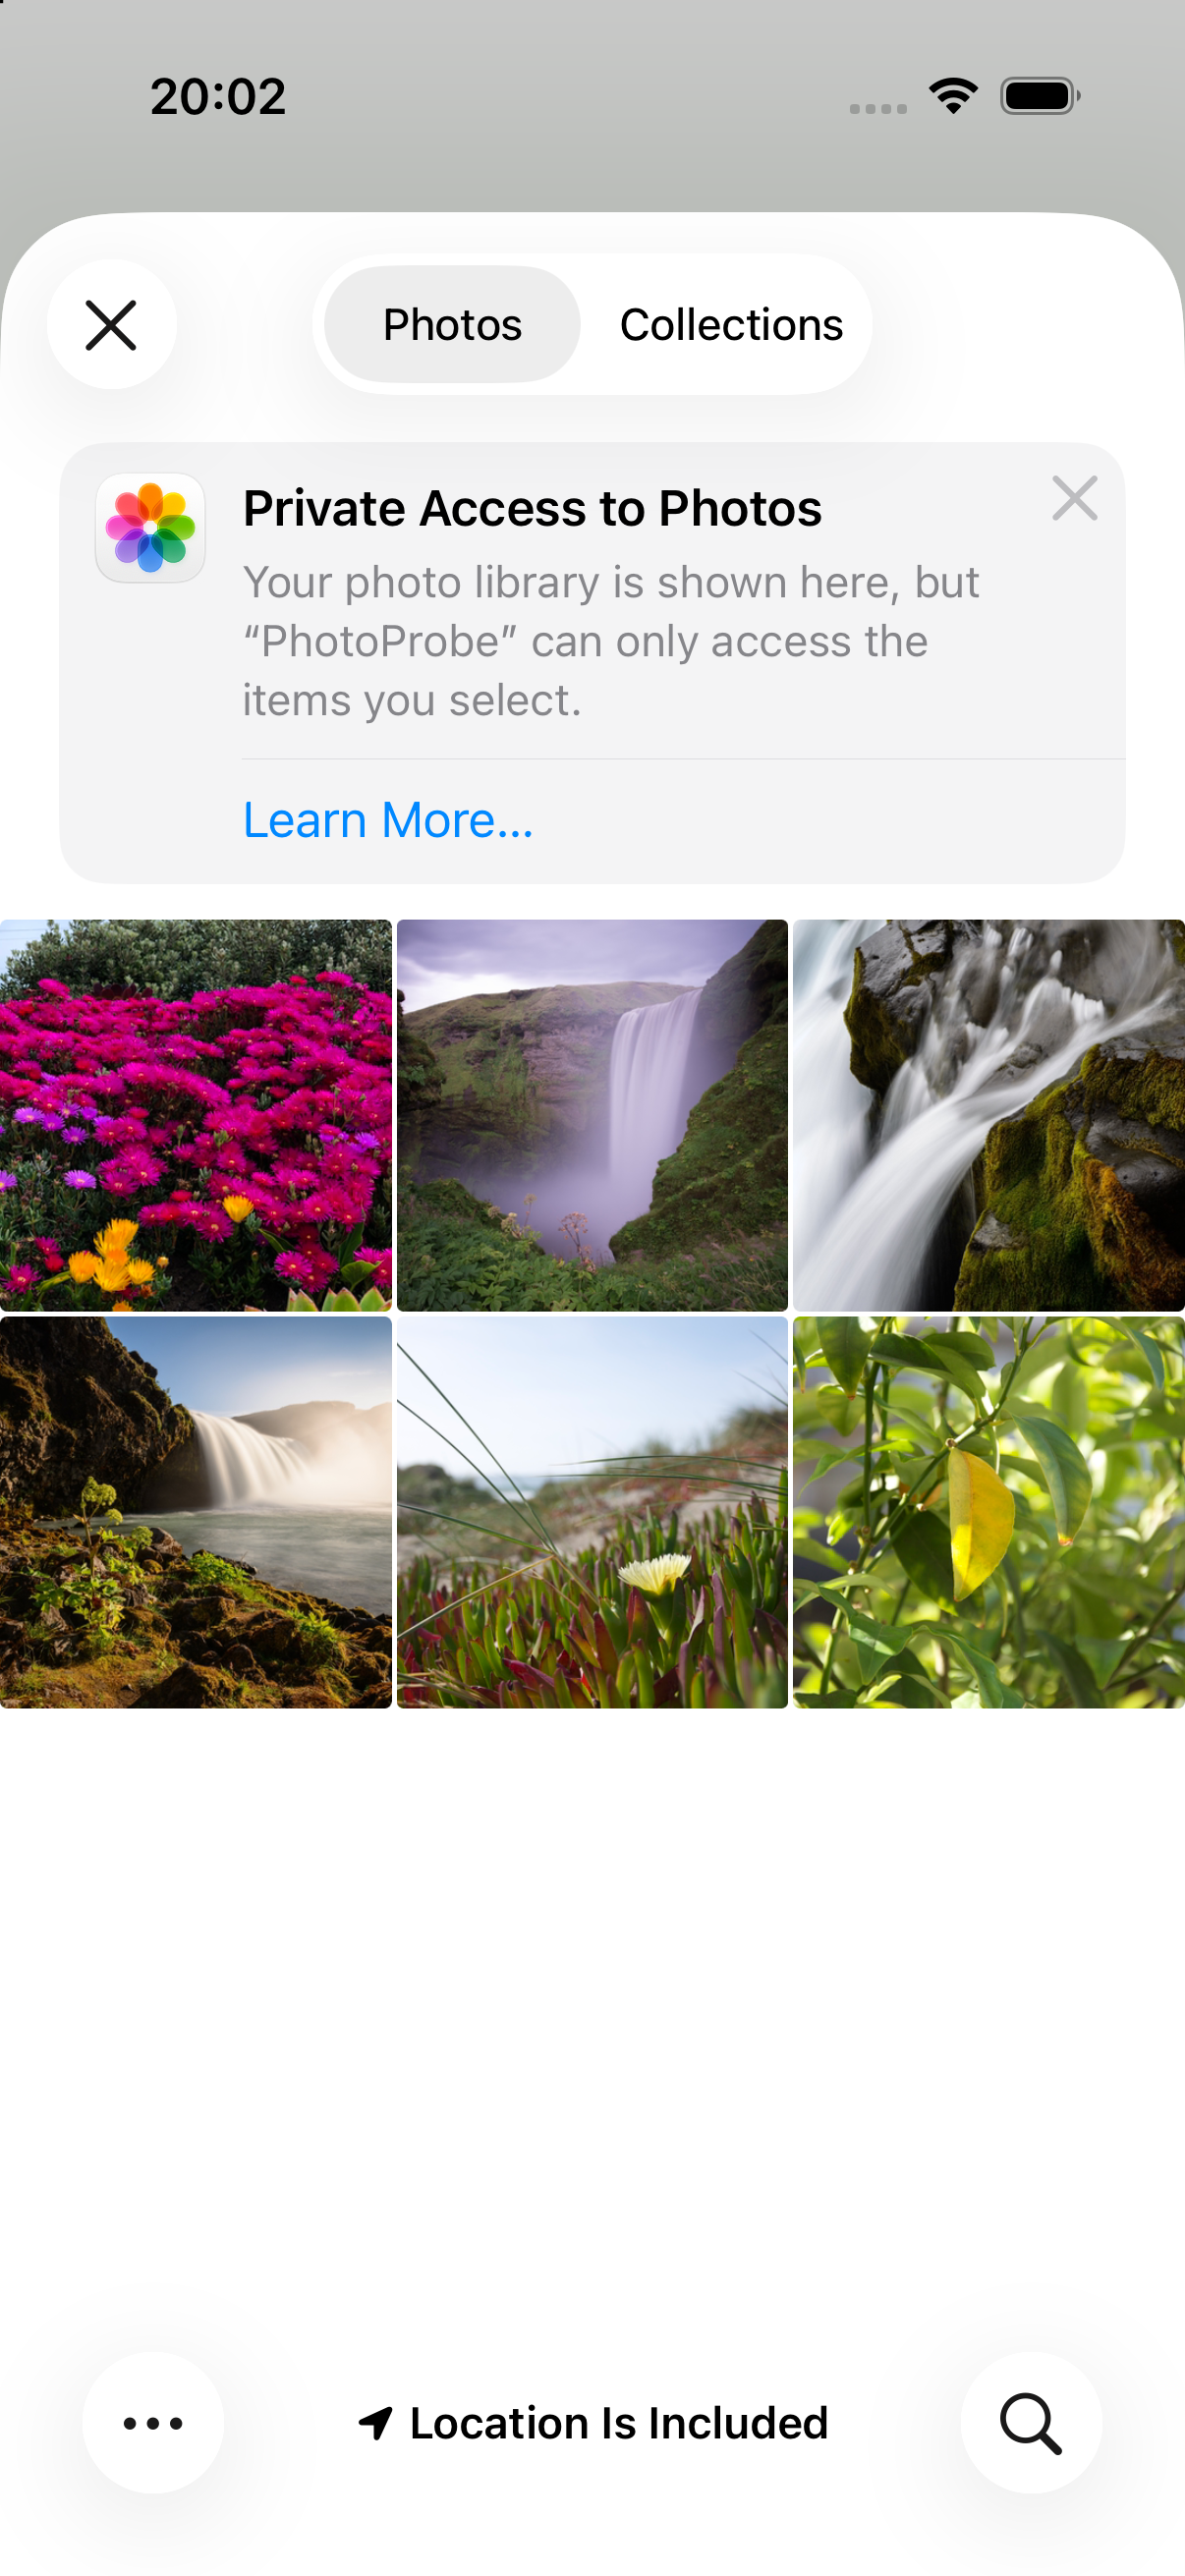 20:02
Photos
Collections
Private Access to Photos
Your photo library is shown here, but
“PhotoProbe” can only access the
items you select.
Learn More...
Location Is Included